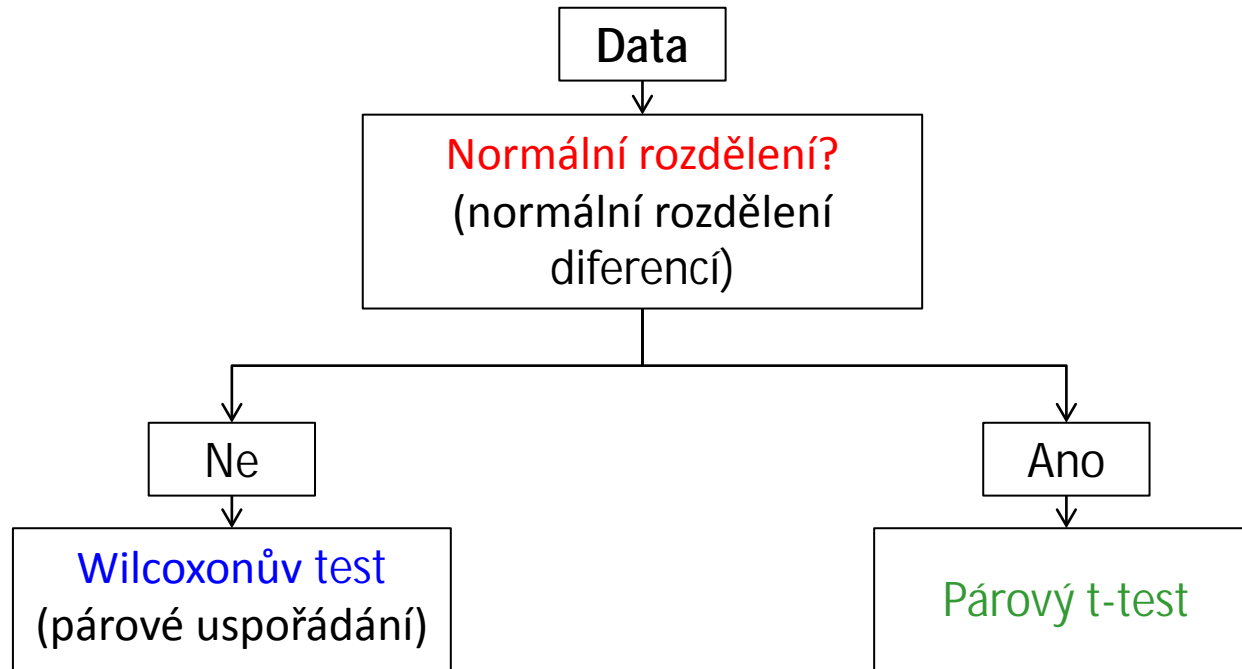 Data
Normální rozdělení?
(normální rozdělení
diferencí)
Ne
Ano
Wilcoxonův test
(párové uspořádání)
Párový t-test